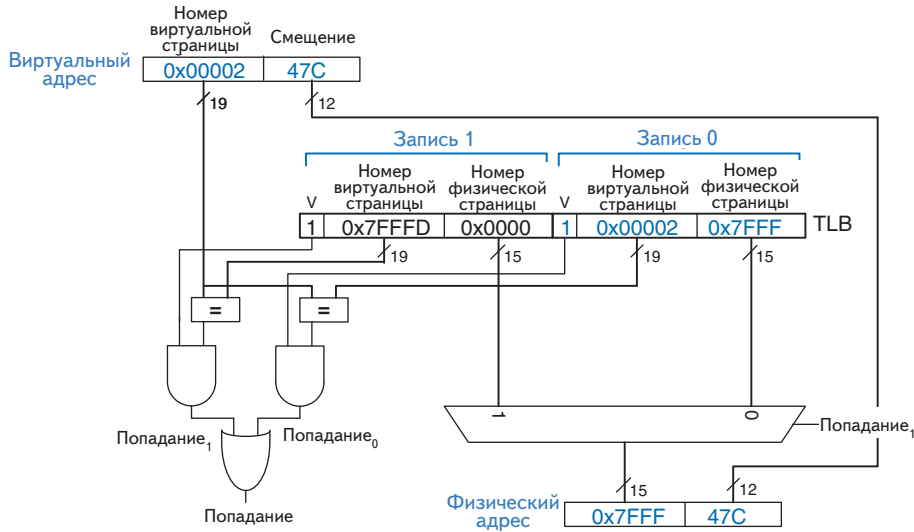 Номер
виртуальной
страницы
Смещение
Виртуальный
адрес
0x00002
47C
19
12
Запись 1
Запись 0
Номер
виртуальной
страницы
Номер
физической
страницы
Номер
виртуальной
страницы
Номер
физической
страницы
V
V
1
0x7FFFD
0x0000
1
0x00002
0x7FFF
TLB
19
15
19
15
=
=
1
0
Попадание1
Попадание0
Попадание1
Попадание
15
12
Физический
адрес
0x7FFF
47C